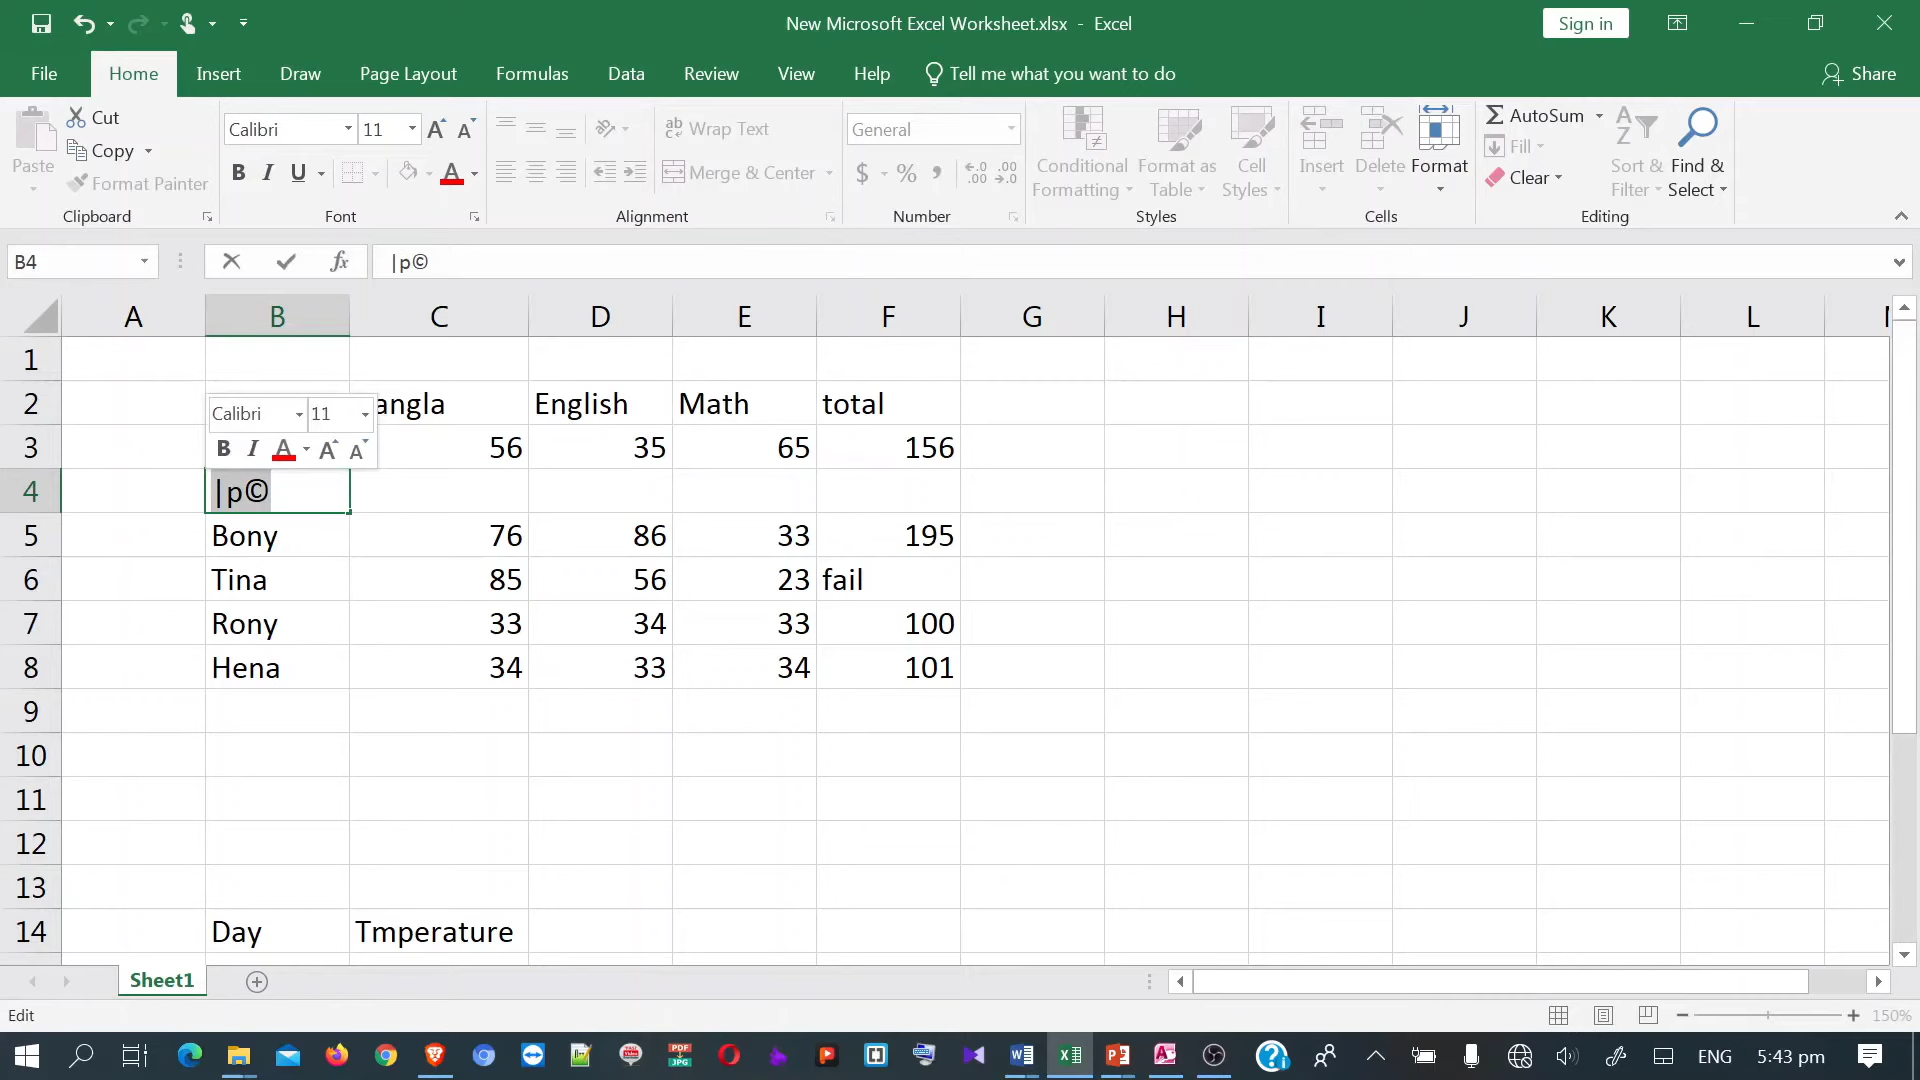 New Microsoft Excel Worksheet.xlsx - Excel
Sign in
File Home Insert Draw Page Layout Formulas Data Review View Help Tell me what you want to do Share
Paste
Cut
Copy
Format Painter
Clipboard
Calibri 11
B I U
Font
Wrap Text
Merge & Center
Alignment
General
$ % ,
Number
Conditional Formatting
Format as Table
Cell Styles
Styles
Insert
Delete
Format
Cells
AutoSum
Fill
Clear
Sort & Filter
Find & Select
Editing
B4 fx |p©
A B C D E F G H I J K L
1
2 angla English Math total
Calibri 11
B I A A A
3 56 35 65 156
4 |p©
5 Bony 76 86 33 195
6 Tina 85 56 23 fail
7 Rony 33 34 33 100
8 Hena 34 33 34 101
9
10
11
12
13
14 Day Tmperature
Sheet1
Edit
150%
ENG 5:43 pm